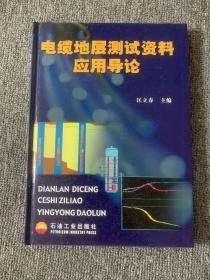 电缆地层测试资料
应用导论
匡立春 主编
DIANLAN DICENG
CESHI ZILIAO
YINGYONG DAOLUN
石油工业出版社
PETROLEUM INDUSTRY PRESS